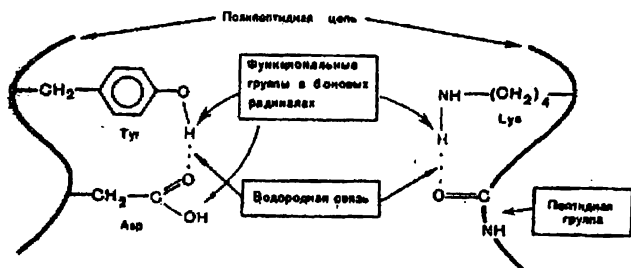 Полипептидная цепь
Функциональные
группы в боковых
радикалах
CH₂
O
H
Tyr
NH
(CH₂)₄
H
Lys
O
CH₂
C
OH
Asp
Водородная связь
O
C
NH
Пептидная
группа